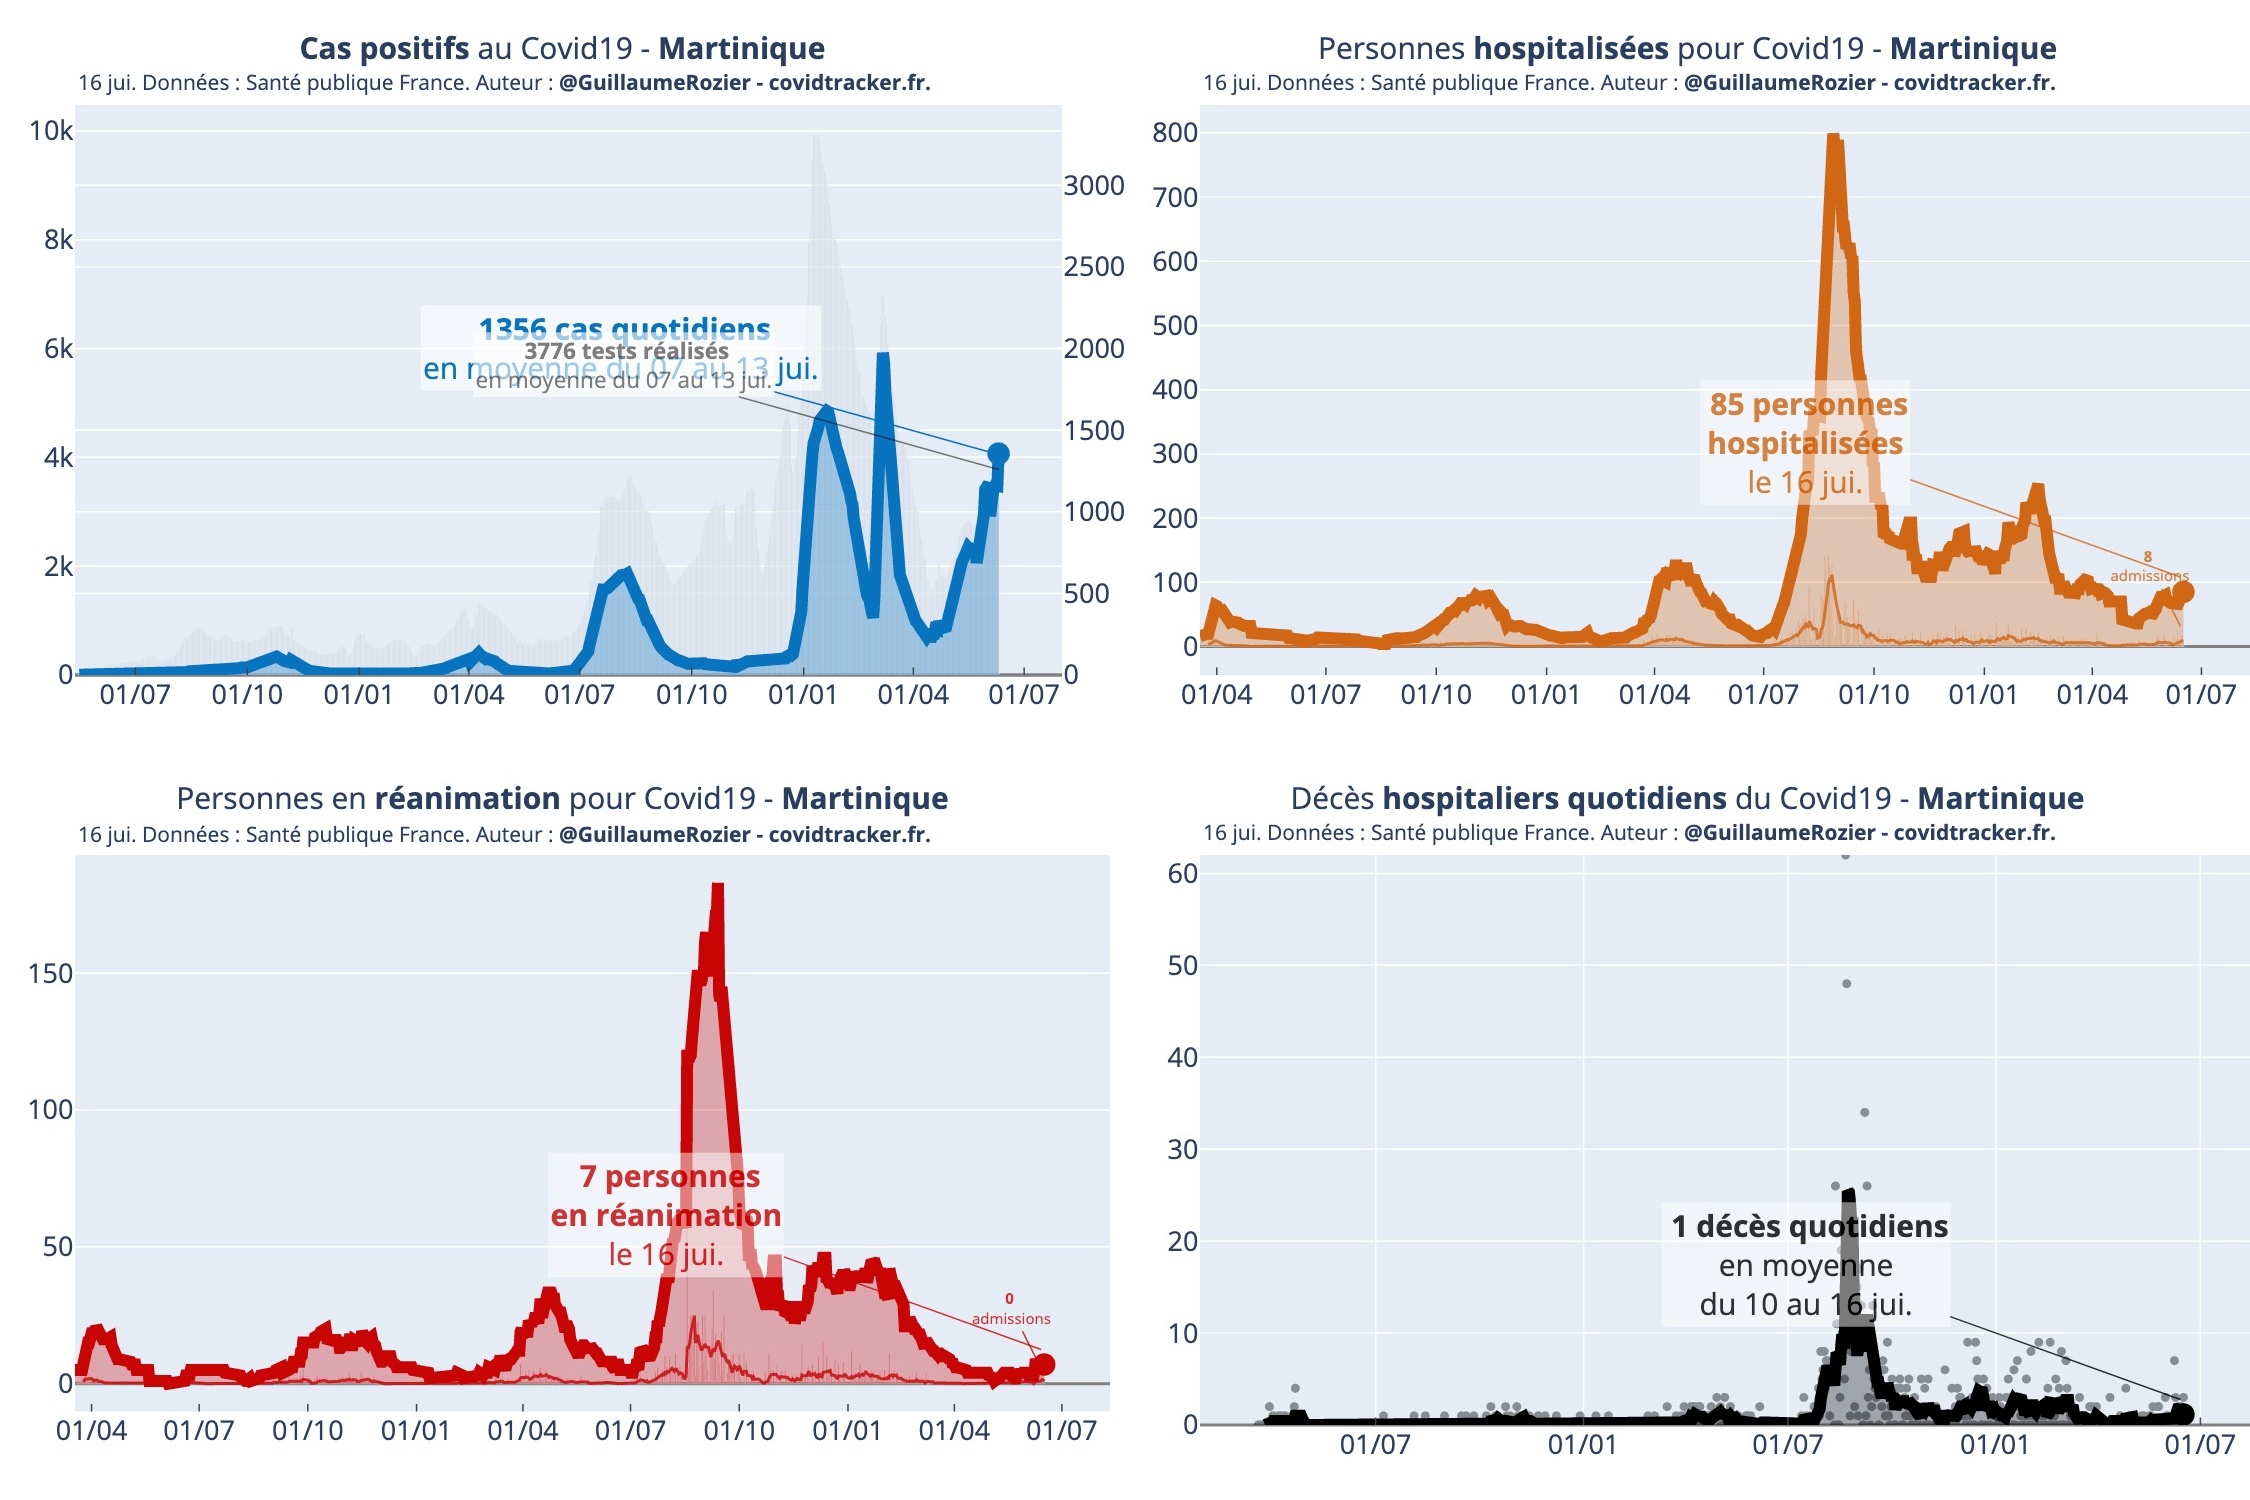 Cas positifs au Covid19 - Martinique
16 jui. Données : Santé publique France. Auteur : @GuillaumeRozier - covidtracker.fr.
10k
8k
6k
4k
2k
0
3000
2500
2000
1500
1000
500
0
1356 cas quotidiens
en moyenne du 07 au 13 jui.
3776 tests réalisés
en moyenne du 07 au 13 jui.
01/07 01/10 01/01 01/04 01/07 01/10 01/01 01/04 01/07
Personnes hospitalisées pour Covid19 - Martinique
16 jui. Données : Santé publique France. Auteur : @GuillaumeRozier - covidtracker.fr.
800
700
600
500
400
300
200
100
0
85 personnes
hospitalisées
le 16 jui.
8
admissions
01/04 01/07 01/10 01/01 01/04 01/07 01/10 01/01 01/04 01/07
Personnes en réanimation pour Covid19 - Martinique
16 jui. Données : Santé publique France. Auteur : @GuillaumeRozier - covidtracker.fr.
150
100
50
0
7 personnes
en réanimation
le 16 jui.
0
admissions
01/04 01/07 01/10 01/01 01/04 01/07 01/10 01/01 01/04 01/07
Décès hospitaliers quotidiens du Covid19 - Martinique
16 jui. Données : Santé publique France. Auteur : @GuillaumeRozier - covidtracker.fr.
60
50
40
30
20
10
0
1 décès quotidiens
en moyenne
du 10 au 16 jui.
01/07 01/01 01/07 01/01 01/07